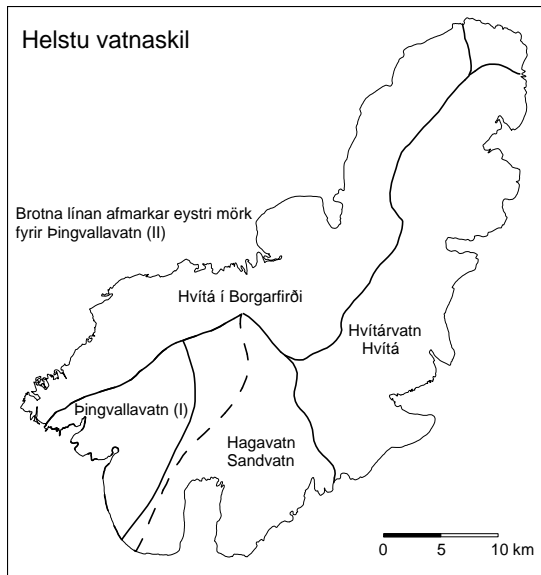 Helstu vatnaskil
Brotna línan afmarkar eystri mörk
fyrir Þingvallavatn (II)
Hvítá í Borgarfirði
Hvítárvatn
Hvítá
Þingvallavatn (I)
Hagavatn
Sandvatn
0 5 10 km